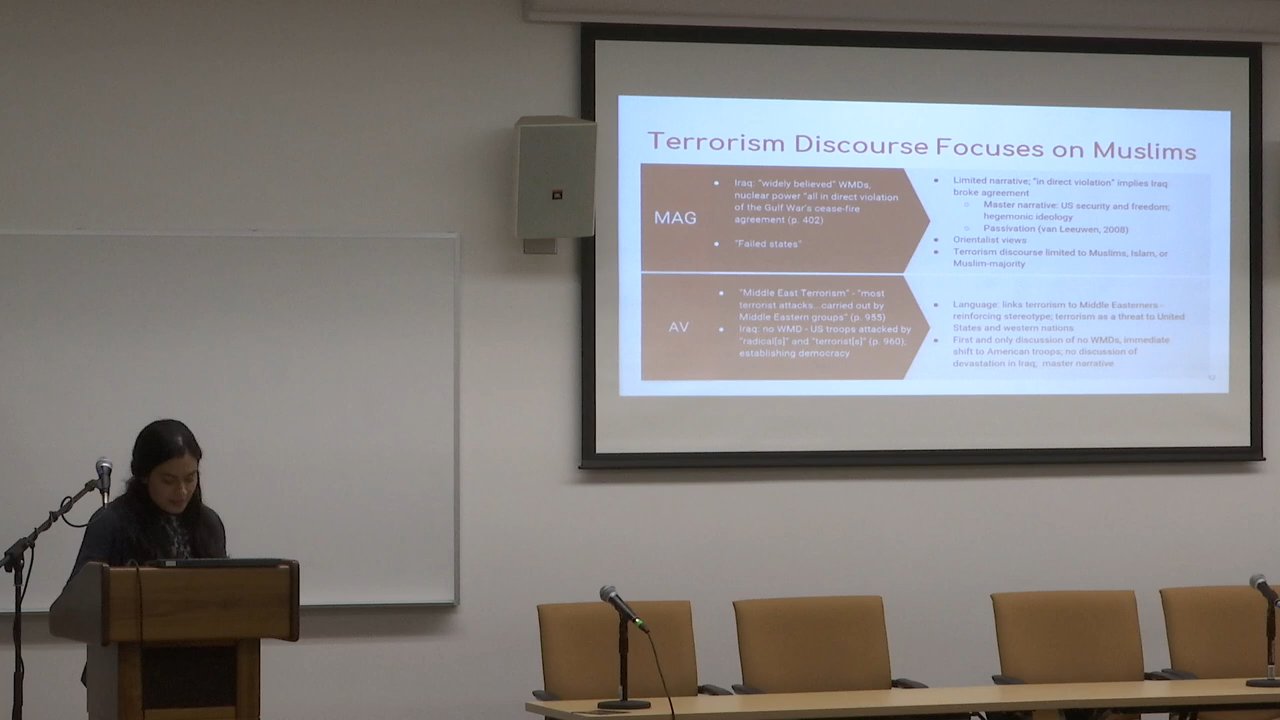 Terrorism Discourse Focuses on Muslims
MAG
Iraq: "widely believed" WMDs,
nuclear power "all in direct violation
of the Gulf War's cease-fire
agreement (p. 402)
"Failed states"
Limited narrative; "in direct violation" implies Iraq
broke agreement
Master narrative: US security and freedom;
hegemonic ideology
Passivation (van Leeuwen, 2008)
Orientalist views
Terrorism discourse limited to Muslims, Islam, or
Muslim-majority
AV
"Middle East Terrorism" - "most
terrorist attacks...carried out by
Middle Eastern groups" (p. 955)
Iraq: no WMD - US troops attacked by
"radical[s]" and "terrorist[s]" (p. 960);
establishing democracy
Language: links terrorism to Middle Easterners -
reinforcing stereotype; terrorism as a threat to United
States and western nations
First and only discussion of no WMDs, immediate
shift to American troops; no discussion of
devastation in Iraq, master narrative